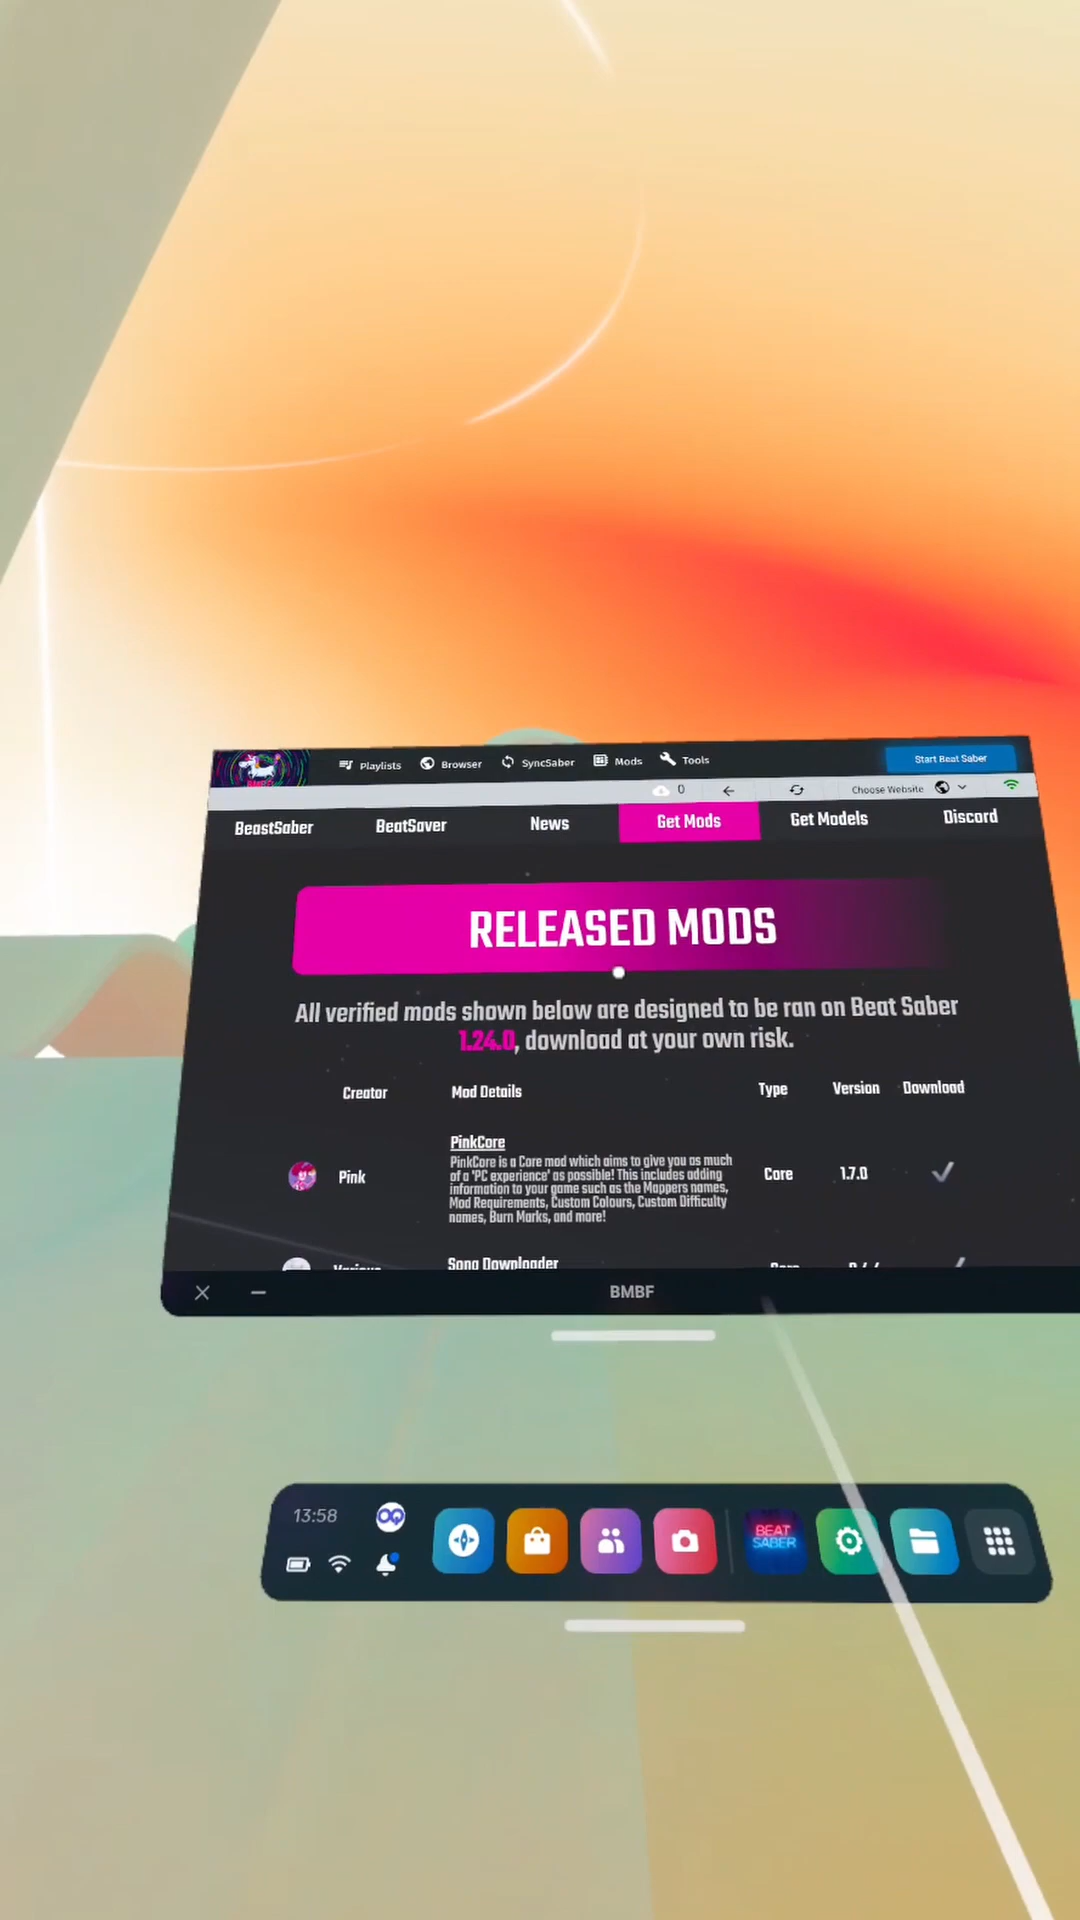 Playlists Browser SyncSaber Mods Tools Start Beat Saber
0 Choose Website
BeastSaber BeatSaver News Get Mods Get Models Discord
RELEASED MODS
All verified mods shown below are designed to be ran on Beat Saber
1.24.0, download at your own risk.
Creator Mod Details Type Version Download
PinkCore
PinkCore is a Core mod which aims to give you as much
of a 'PC experience' as possible! This includes adding
information to your game such as the Mappers names,
Mod Requirements, Custom Colours, Custom Difficulty
names, Burn Marks, and more!
Pink Core 1.7.0
Song Downloader
Various Core
BMBF
13:58
BEAT
SABER